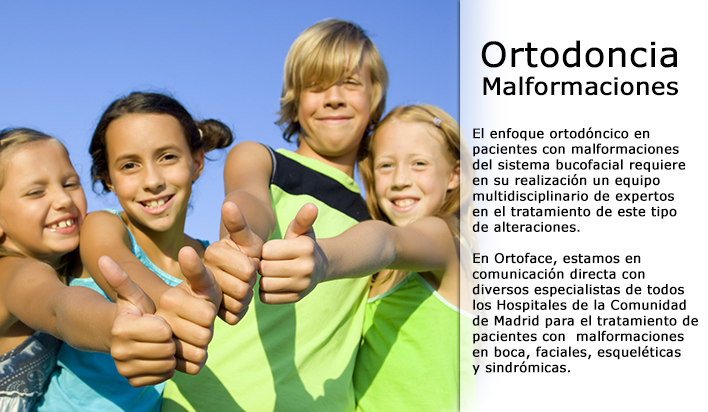 Ortodoncia
Malformaciones
El enfoque ortodóncico en
pacientes con malformaciones
del sistema bucofacial requiere
en su realización un equipo
multidisciplinario de expertos
en el tratamiento de este tipo
de alteraciones.
En Ortoface, estamos en
comunicación directa con
diversos especialistas de todos
los Hospitales de la Comunidad
de Madrid para el tratamiento de
pacientes con  malformaciones
en boca, faciales, esqueléticas
y sindrómicas.